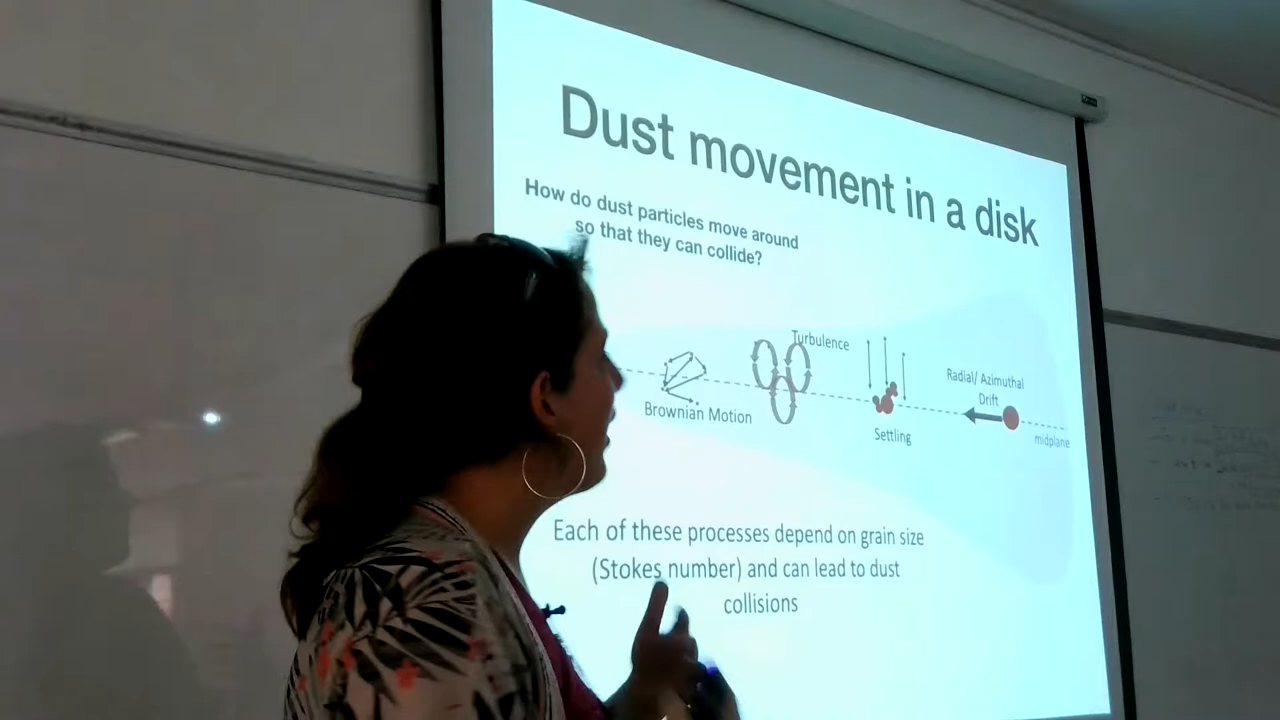 Dust movement in a disk
How do dust particles move around
so that they can collide?
Turbulence
Brownian Motion
Settling
Radial/ Azimuthal
Drift
midplane
Each of these processes depend on grain size
(Stokes number) and can lead to dust
collisions